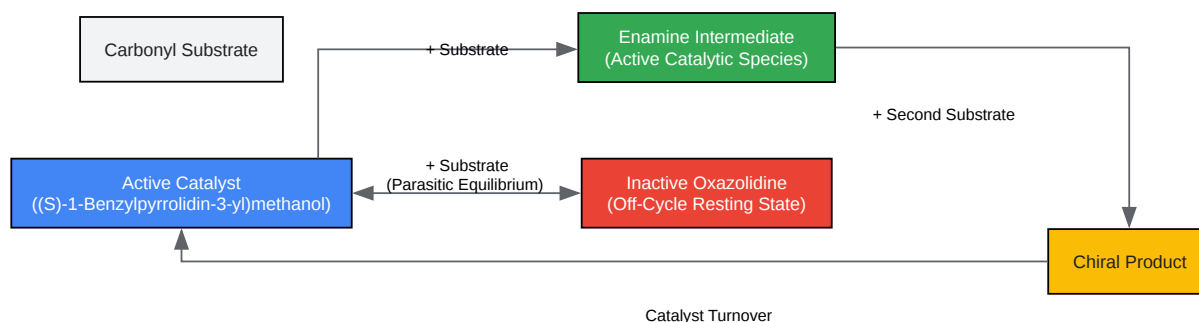 Carbonyl Substrate
+ Substrate
Enamine Intermediate
(Active Catalytic Species)
+ Second Substrate
Active Catalyst
((S)-1-Benzylpyrrolidin-3-yl)methanol)
+ Substrate
(Parasitic Equilibrium)
Inactive Oxazolidine
(Off-Cycle Resting State)
Chiral Product
Catalyst Turnover